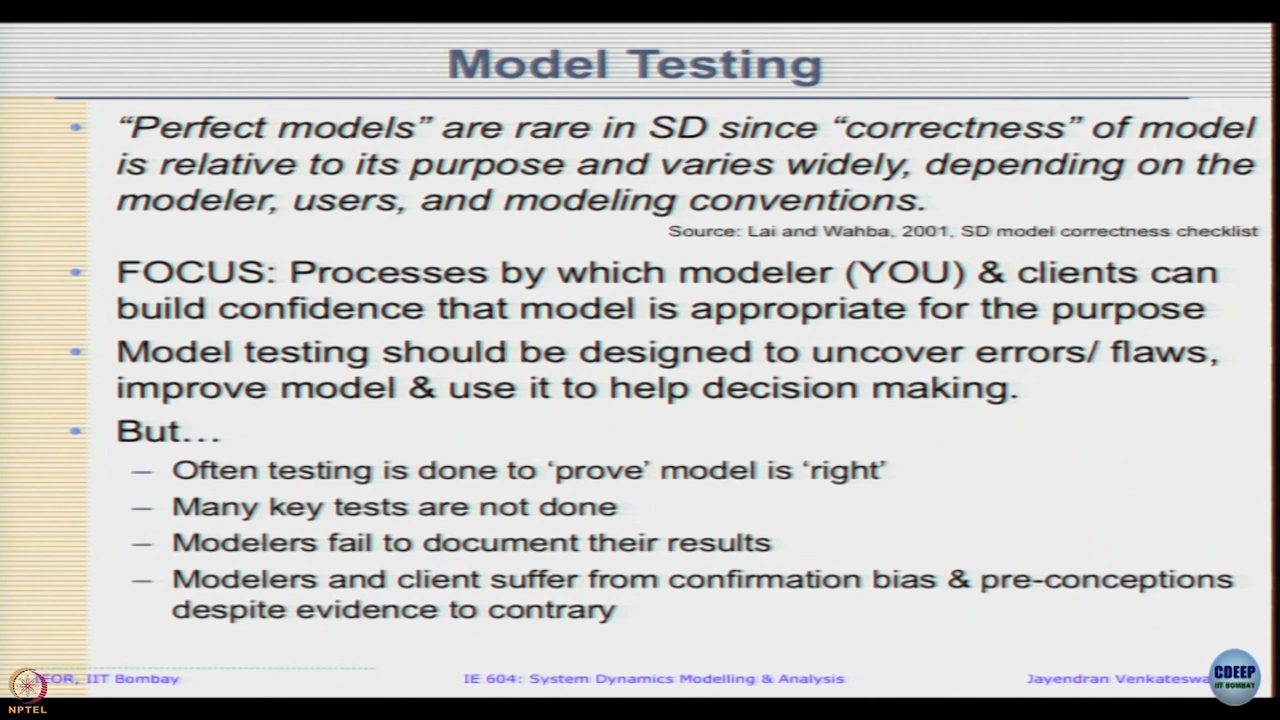 Model Testing
• “Perfect models” are rare in SD since “correctness” of model
is relative to its purpose and varies widely, depending on the
modeler, users, and modeling conventions.
Source: Lai and Wahba, 2001, SD model correctness checklist
• FOCUS: Processes by which modeler (YOU) & clients can
build confidence that model is appropriate for the purpose
• Model testing should be designed to uncover errors/ flaws,
improve model & use it to help decision making.
• But…
– Often testing is done to ‘prove’ model is ‘right’
– Many key tests are not done
– Modelers fail to document their results
– Modelers and client suffer from confirmation bias & pre-conceptions
despite evidence to contrary
IIT Bombay
IE 604: System Dynamics Modelling & Analysis
Jayendran Venkateswa
CDEEP
IIT BOMBAY
NPTEL